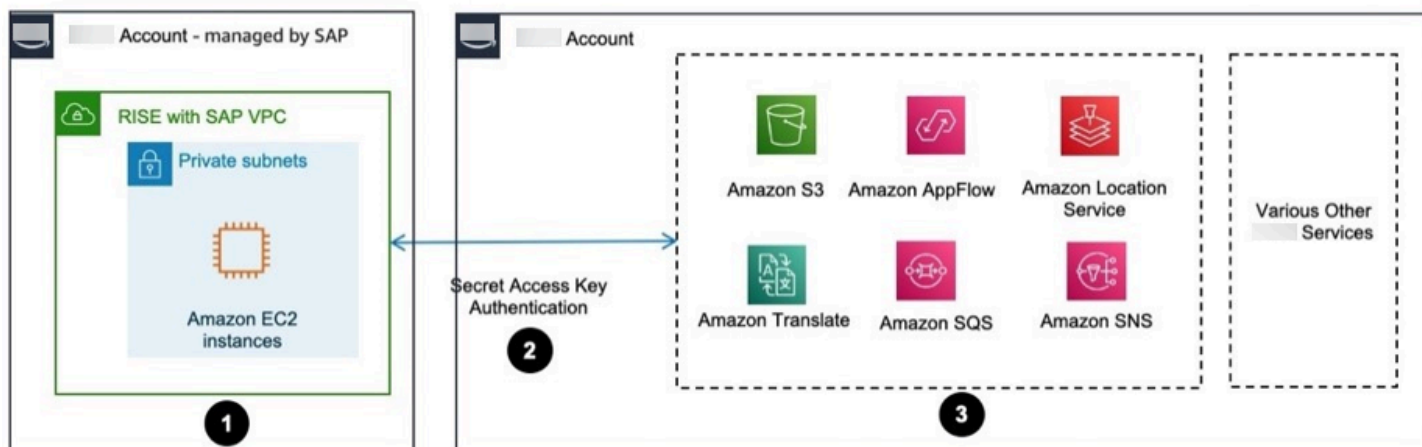 Account - managed by SAP
RISE with SAP VPC
Private subnets
Amazon EC2
instances
1
Secret Access Key
Authentication
2
Account
Amazon S3
Amazon AppFlow
Amazon Location
Service
Amazon Translate
Amazon SQS
Amazon SNS
3
Various Other
Services